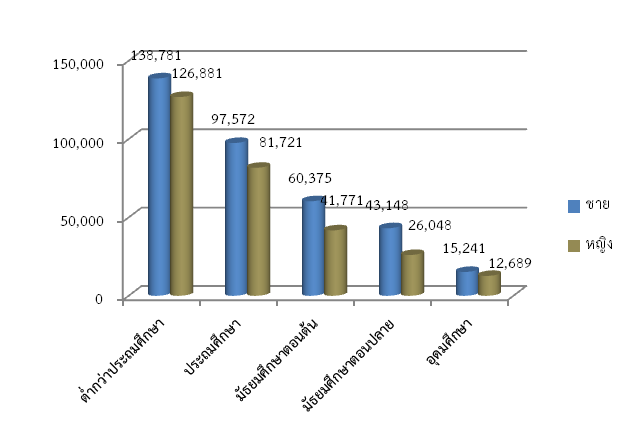 138,781
150,000
126,881
97,572
81,721
100,000
60,375
41,771
43,148
50,000
26,048
15,241
12,689
0
ชาย
หญิง
ต่ำกว่าประถมศึกษา
ประถมศึกษา
มัธยมศึกษาตอนต้น
มัธยมศึกษาตอนปลาย
อุดมศึกษา